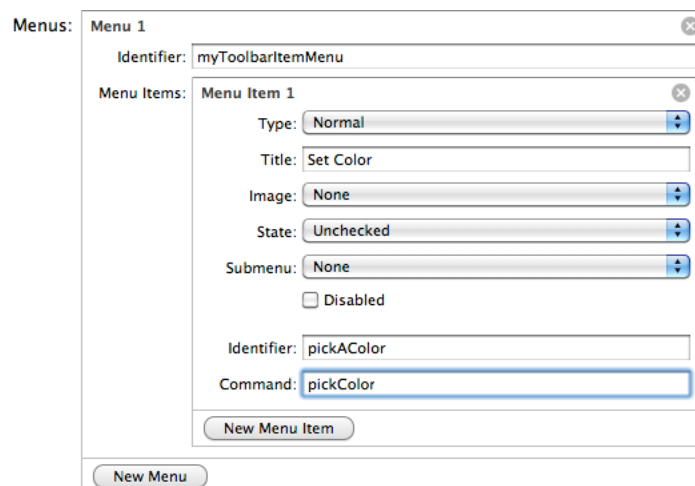 Menus: Menu 1
Identifier: myToolbarItemMenu
Menu Items: Menu Item 1
Type: Normal
Title: Set Color
Image: None
State: Unchecked
Submenu: None
Disabled
Identifier: pickAColor
Command: pickColor
New Menu Item
New Menu